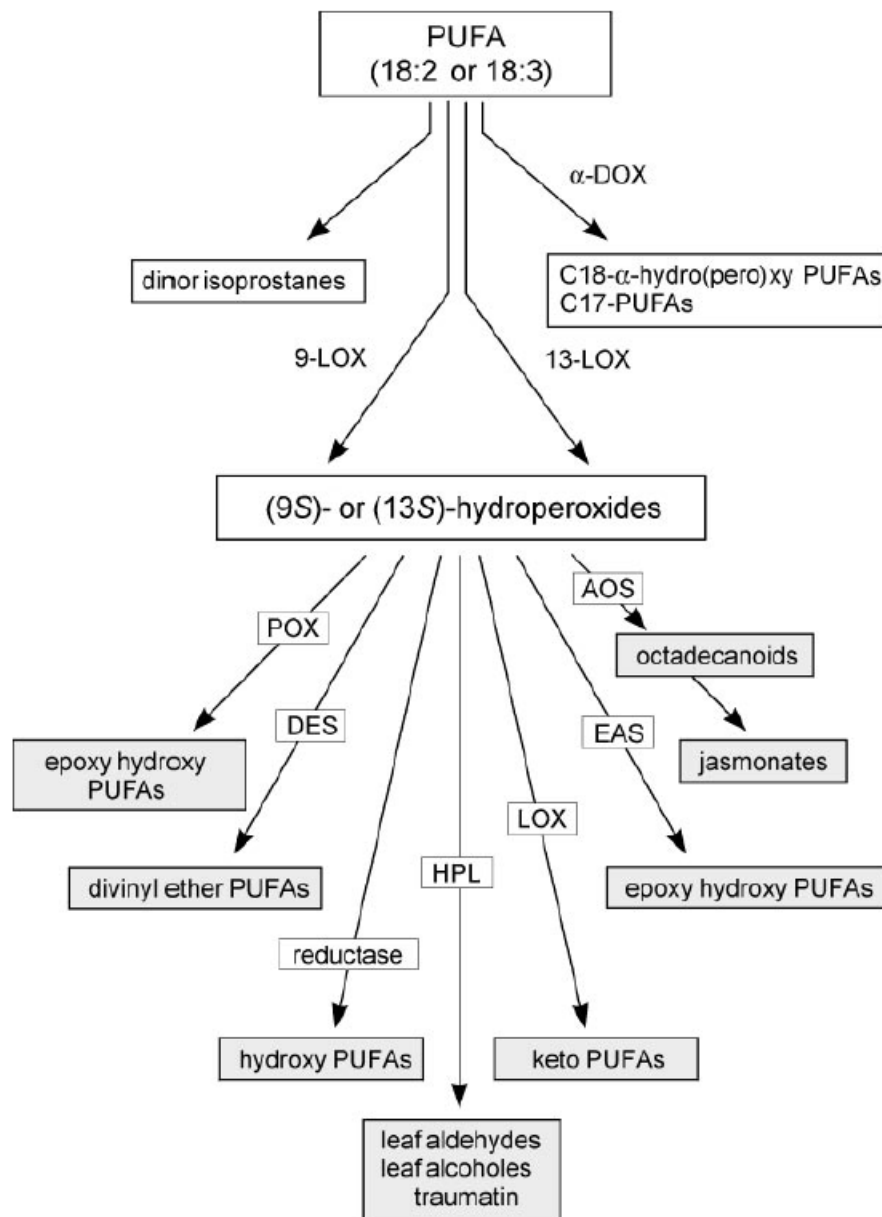 PUFA
(18:2 or 18:3)
α-DOX
dinor isoprostanes
C18-α-hydro(pero)xy PUFAs
C17-PUFAs
9-LOX
13-LOX
(9S)- or (13S)-hydroperoxides
AOS
POX
octadecanoids
DES
EAS
epoxy hydroxy
PUFAs
jasmonates
LOX
HPL
divinyl ether PUFAs
epoxy hydroxy PUFAs
reductase
hydroxy PUFAs
keto PUFAs
leaf aldehydes
leaf alcoholes
traumatin